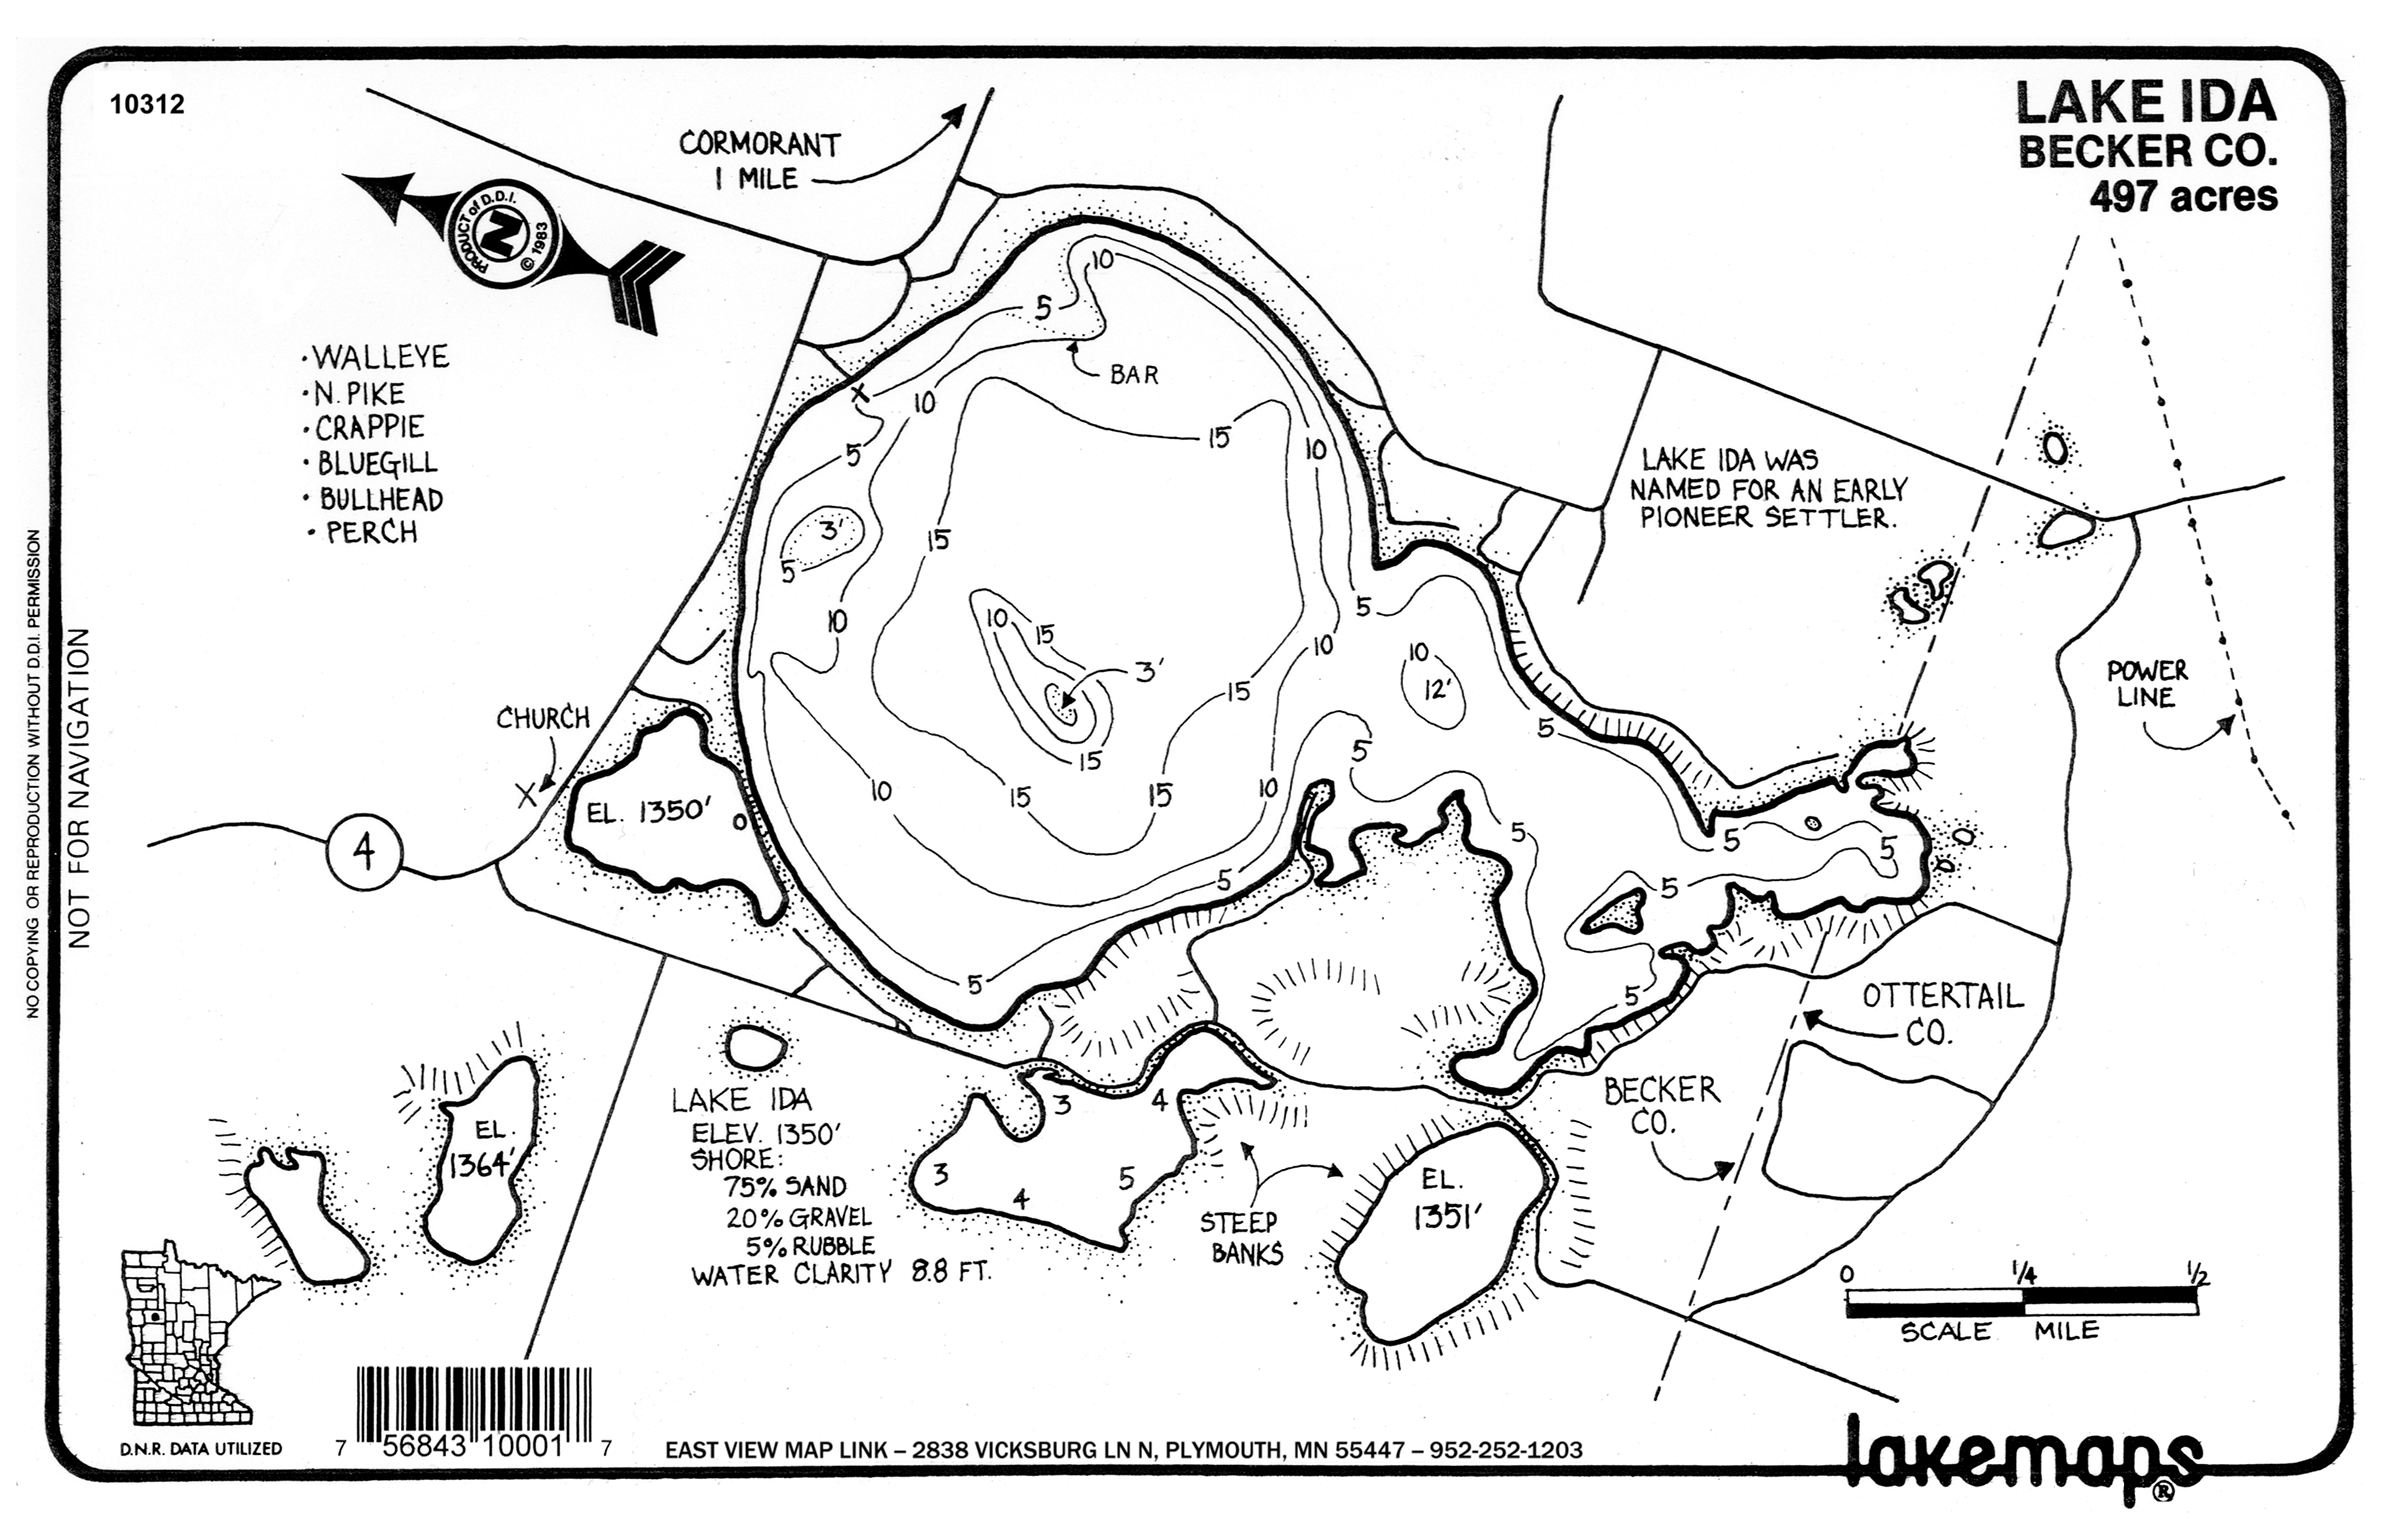 10312
LAKE IDA
BECKER CO.
497 acres
CORMORANT
1 MILE
PRODUCT of D.D.I.
N
© 1983
· WALLEYE
· N. PIKE
· CRAPPIE
· BLUEGILL
· BULLHEAD
· PERCH
NO COPYING OR REPRODUCTION WITHOUT D.D.I. PERMISSION
NOT FOR NAVIGATION
10
5
BAR
10
15
10
5
LAKE IDA WAS
NAMED FOR AN EARLY
PIONEER SETTLER.
3'
15
5
10
10
15
5
10
3'
10
12'
15
5
POWER
LINE
CHURCH
X
5
15
EL. 1350'
10
15
15
10
5
5
5
4
5
5
5
5
OTTERTAIL
CO.
BECKER
CO.
LAKE IDA
ELEV. 1350'
SHORE:
75% SAND
20% GRAVEL
5% RUBBLE
WATER CLARITY 8.8 FT.
3
4
3
4
5
EL.
1364'
STEEP
BANKS
EL.
1351'
0 1/4 1/2
SCALE MILE
D.N.R. DATA UTILIZED
7 56843 10001 7
EAST VIEW MAP LINK – 2838 VICKSBURG LN N, PLYMOUTH, MN 55447 – 952-252-1203
lakemaps®